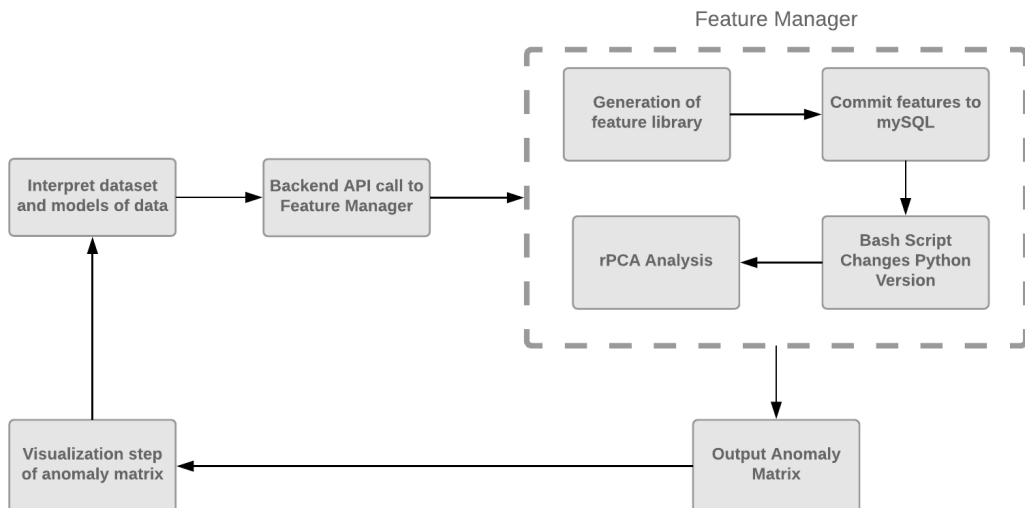 Feature Manager
Generation of
feature library
Commit features to
mySQL
Interpret dataset
and models of data
Backend API call to
Feature Manager
rPCA Analysis
Bash Script
Changes Python
Version
Visualization step
of anomaly matrix
Output Anomaly
Matrix